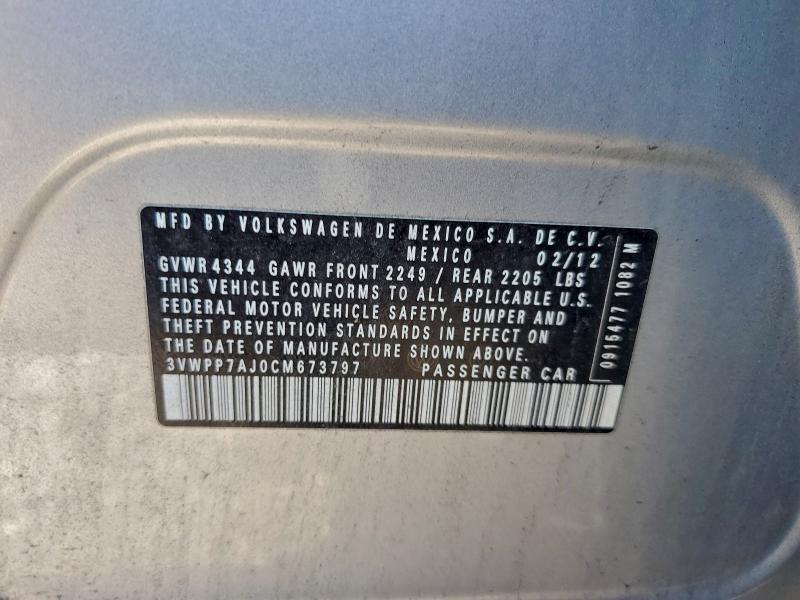 MFD BY VOLKSWAGEN DE MEXICO S.A. DE C.V.
MEXICO 02/12
GVWR 4344 GAWR FRONT 2249 / REAR 2205 LBS
THIS VEHICLE CONFORMS TO ALL APPLICABLE U.S.
FEDERAL MOTOR VEHICLE SAFETY, BUMPER AND
THEFT PREVENTION STANDARDS IN EFFECT ON
THE DATE OF MANUFACTURE SHOWN ABOVE.
3VWPP7AJ0CM673797 PASSENGER CAR
0915477 1082 M